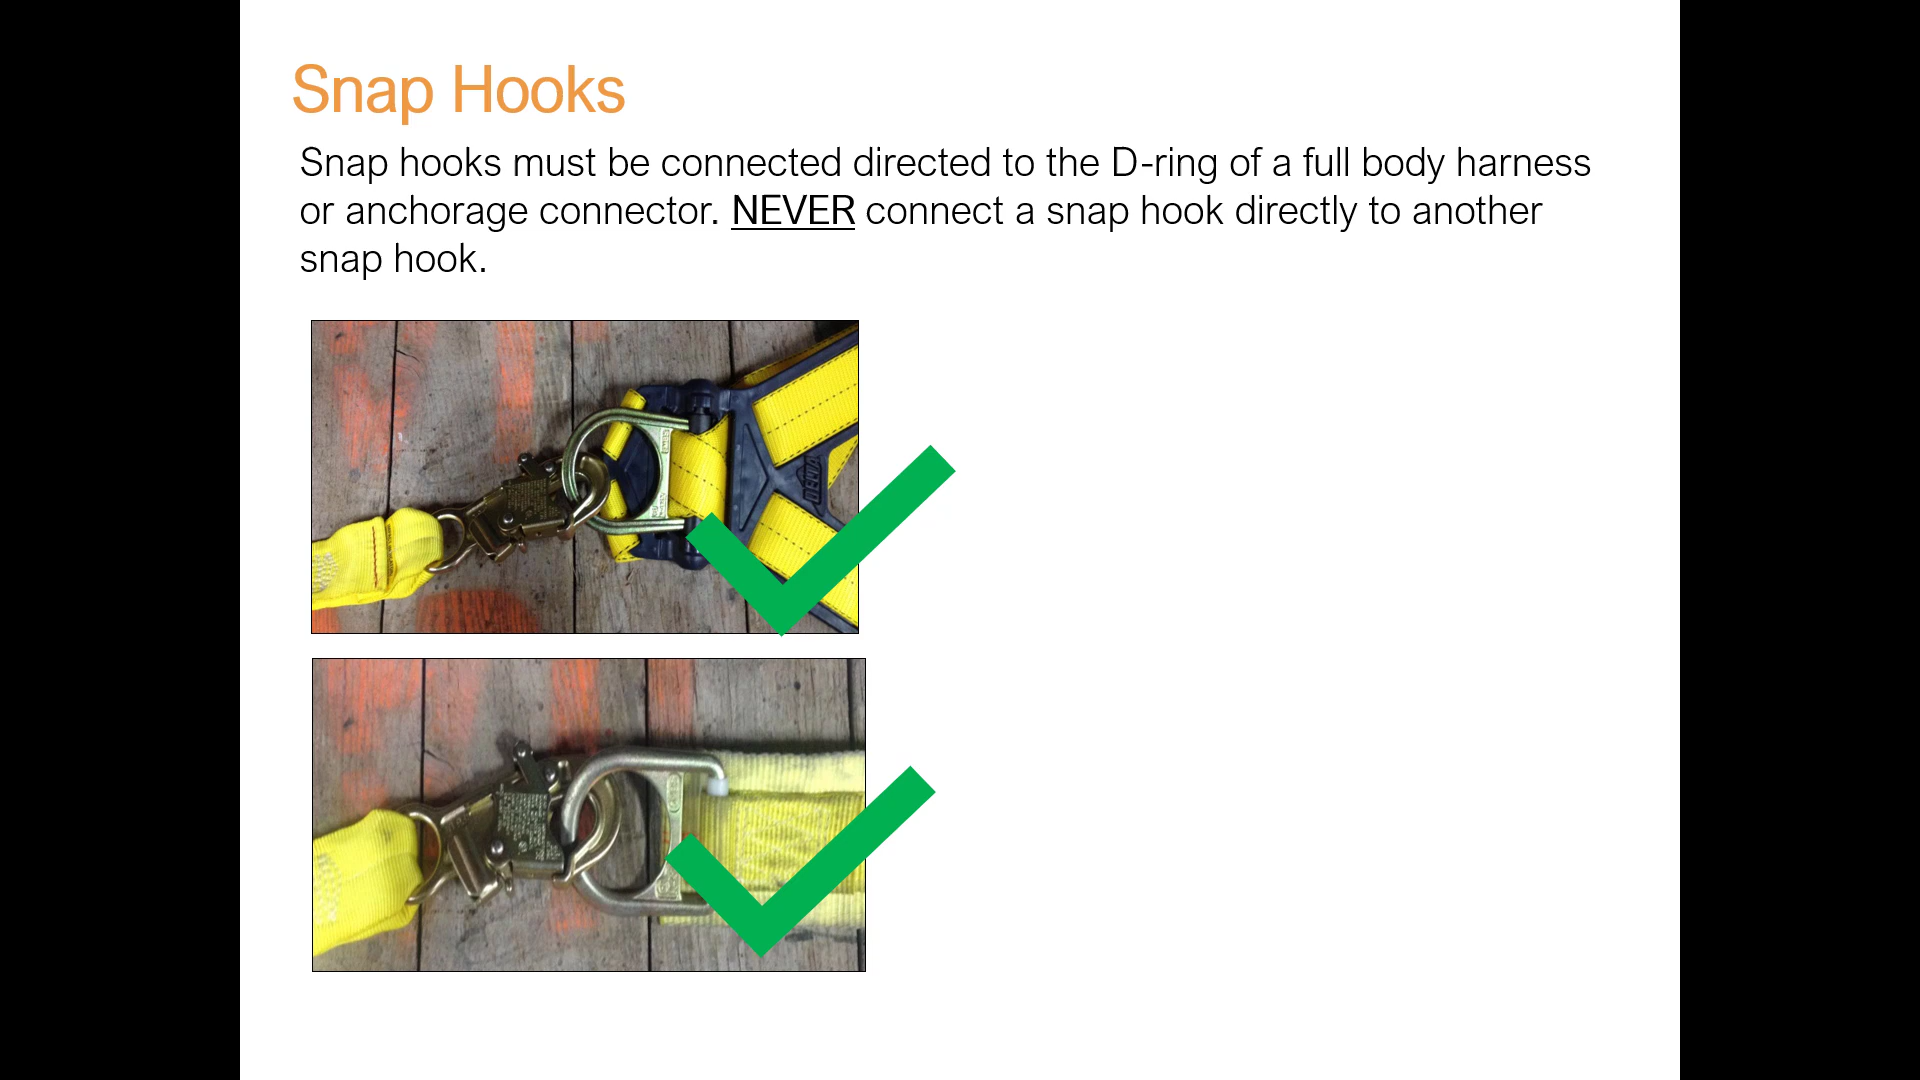 Snap Hooks
Snap hooks must be connected directed to the D-ring of a full body harness
or anchorage connector. NEVER connect a snap hook directly to another
snap hook.
DELTA